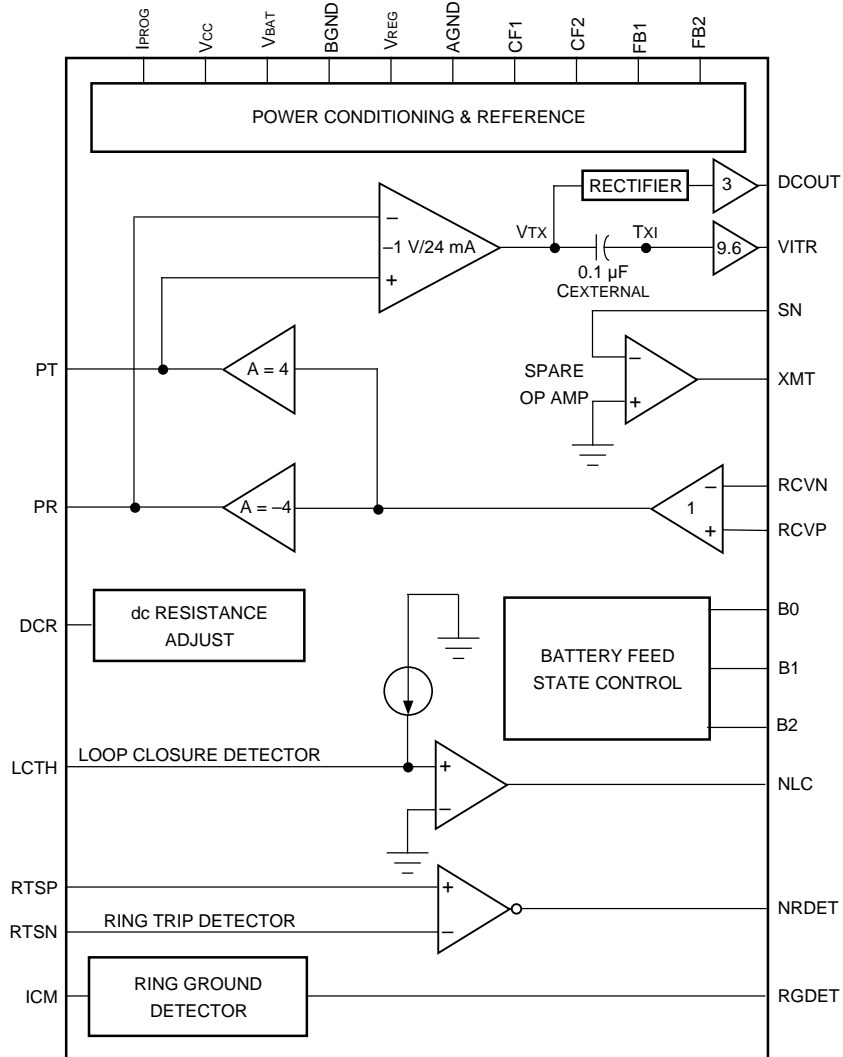 IPROG VCC VBAT BGND VREG AGND CF1 CF2 FB1 FB2
POWER CONDITIONING & REFERENCE
RECTIFIER
3
DCOUT
–
–1 V/24 mA
+
VTX
TXI
9.6
VITR
0.1 µF
CEXTERNAL
SN
PT
A = 4
SPARE
OP AMP
–
+
XMT
PR
A = –4
1
–
+
RCVN
RCVP
DCR
dc RESISTANCE
ADJUST
BATTERY FEED
STATE CONTROL
B0
B1
B2
LCTH
LOOP CLOSURE DETECTOR
+
–
NLC
RTSP
RTSN
RING TRIP DETECTOR
+
–
NRDET
ICM
RING GROUND
DETECTOR
RGDET